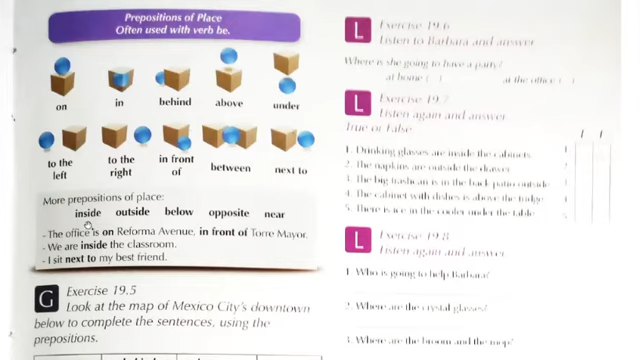 Prepositions of Place
Often used with verb be.
on
in
behind
above
under
to the left
to the right
in front of
between
next to
More prepositions of place:
inside outside below opposite near
- The office is on Reforma Avenue, in front of Torre Mayor.
- We are inside the classroom.
- I sit next to my best friend.
G Exercise 19.5
Look at the map of Mexico City's downtown
below to complete the sentences, using the
prepositions.
L Exercise 19.6
Listen to Barbara and answer
Where is she going to have a party?
at home ( ) at the office ( )
L Exercise 19.7
Listen again and answer
True or False
1. Drinking glasses are inside the cabinets.
2. The napkins are outside the drawer
3. The big trashcan is in the back patio outside
4. The cabinet with dishes is above the fridge
5. There is ice in the cooler under the table
L Exercise 19.8
Listen again and answer
1 Who is going to help Barbara?
2 Where are the crystal glasses?
3 Where are the broom and the mop?